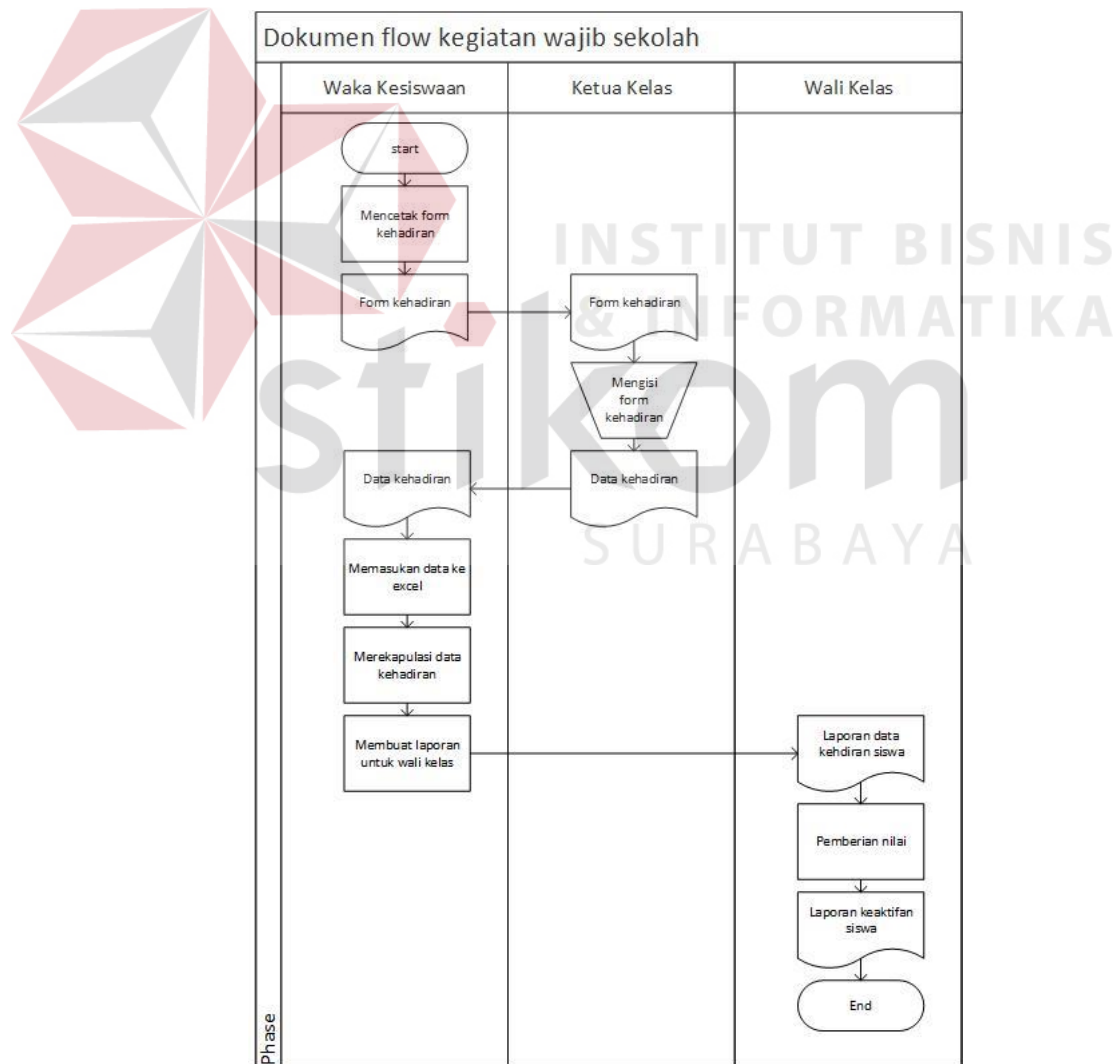 Dokumen flow kegiatan wajib sekolah
Waka Kesiswaan
Ketua Kelas
Wali Kelas
start
Mencetak form
kehadiran
Form kehadiran
Form kehadiran
Mengisi
form
kehadiran
Data kehadiran
Data kehadiran
Memasukan data ke
excel
Merekapulasi data
kehadiran
Membuat laporan
untuk wali kelas
Laporan data
kehdiran siswa
Pemberian nilai
Laporan keaktifan
siswa
End
Phase
INSTITUT BISNIS
& INFORMATIKA
stikom
SURABAYA